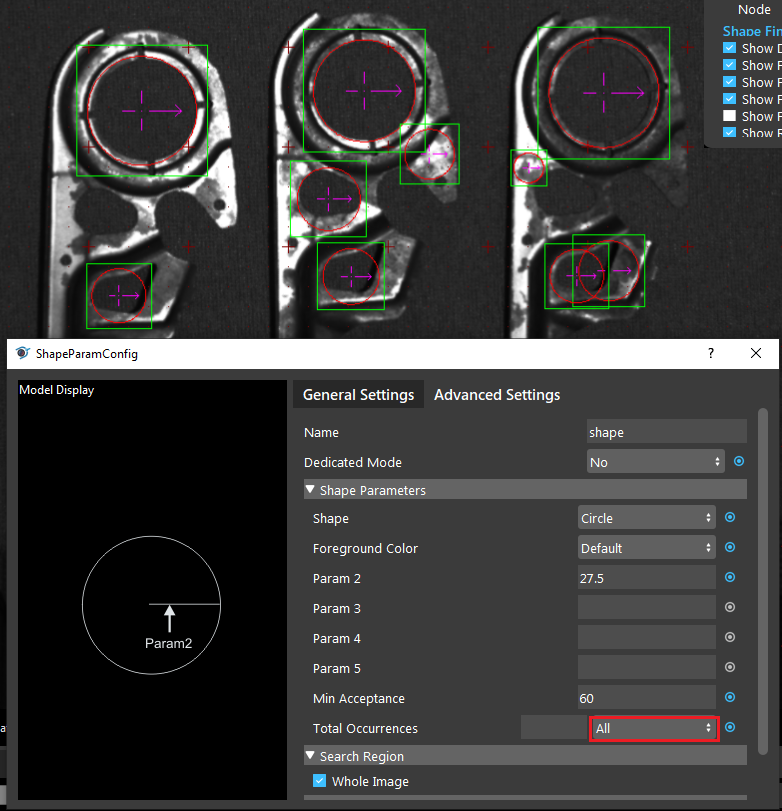 Node
Shape Fin
Show D
Show F
Show F
Show F
Show F
Show R
ShapeParamConfig
?
Model Display
Param2
General Settings
Advanced Settings
Name
shape
Dedicated Mode
No
Shape Parameters
Shape
Circle
Foreground Color
Default
Param 2
27.5
Param 3
Param 4
Param 5
Min Acceptance
60
Total Occurrences
All
Search Region
Whole Image